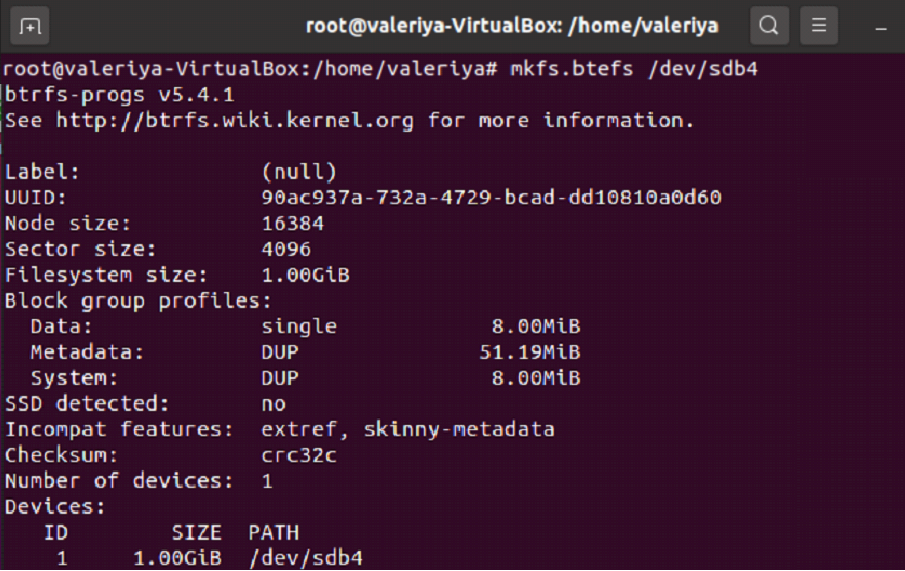 root@valeriya-VirtualBox: /home/valeriya
root@valeriya-VirtualBox:/home/valeriya# mkfs.btefs /dev/sdb4
btrfs-progs v5.4.1
See http://btrfs.wiki.kernel.org for more information.
Label: (null)
UUID: 90ac937a-732a-4729-bcad-dd10810a0d60
Node size: 16384
Sector size: 4096
Filesystem size: 1.00GiB
Block group profiles:
Data: single 8.00MiB
Metadata: DUP 51.19MiB
System: DUP 8.00MiB
SSD detected: no
Incompat features: extref, skinny-metadata
Checksum: crc32c
Number of devices: 1
Devices:
ID SIZE PATH
1 1.00GiB /dev/sdb4